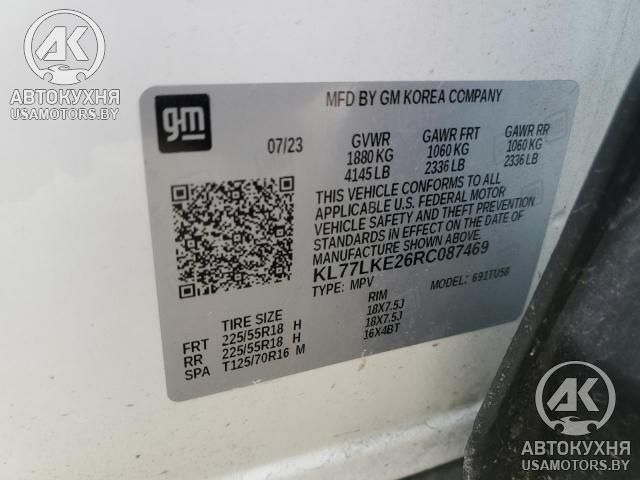 АВТОКУХНЯ
USAMOTORS.BY
gm
MFD BY GM KOREA COMPANY
07/23
GVWR GAWR FRT GAWR RR
1880 KG 1060 KG 1060 KG
4145 LB 2336 LB 2336 LB
THIS VEHICLE CONFORMS TO ALL
APPLICABLE U.S. FEDERAL MOTOR
VEHICLE SAFETY AND THEFT PREVENTION
STANDARDS IN EFFECT ON THE DATE OF
MANUFACTURE SHOWN ABOVE.
KL77LKE26RC087469
TYPE: MPV MODEL: 691TU56
TIRE SIZE RIM
FRT 225/55R18 H 18X7.5J
RR 225/55R18 H 18X7.5J
SPA T125/70R16 M 16X4BT
АК
АВТОКУХНЯ
USAMOTORS.BY